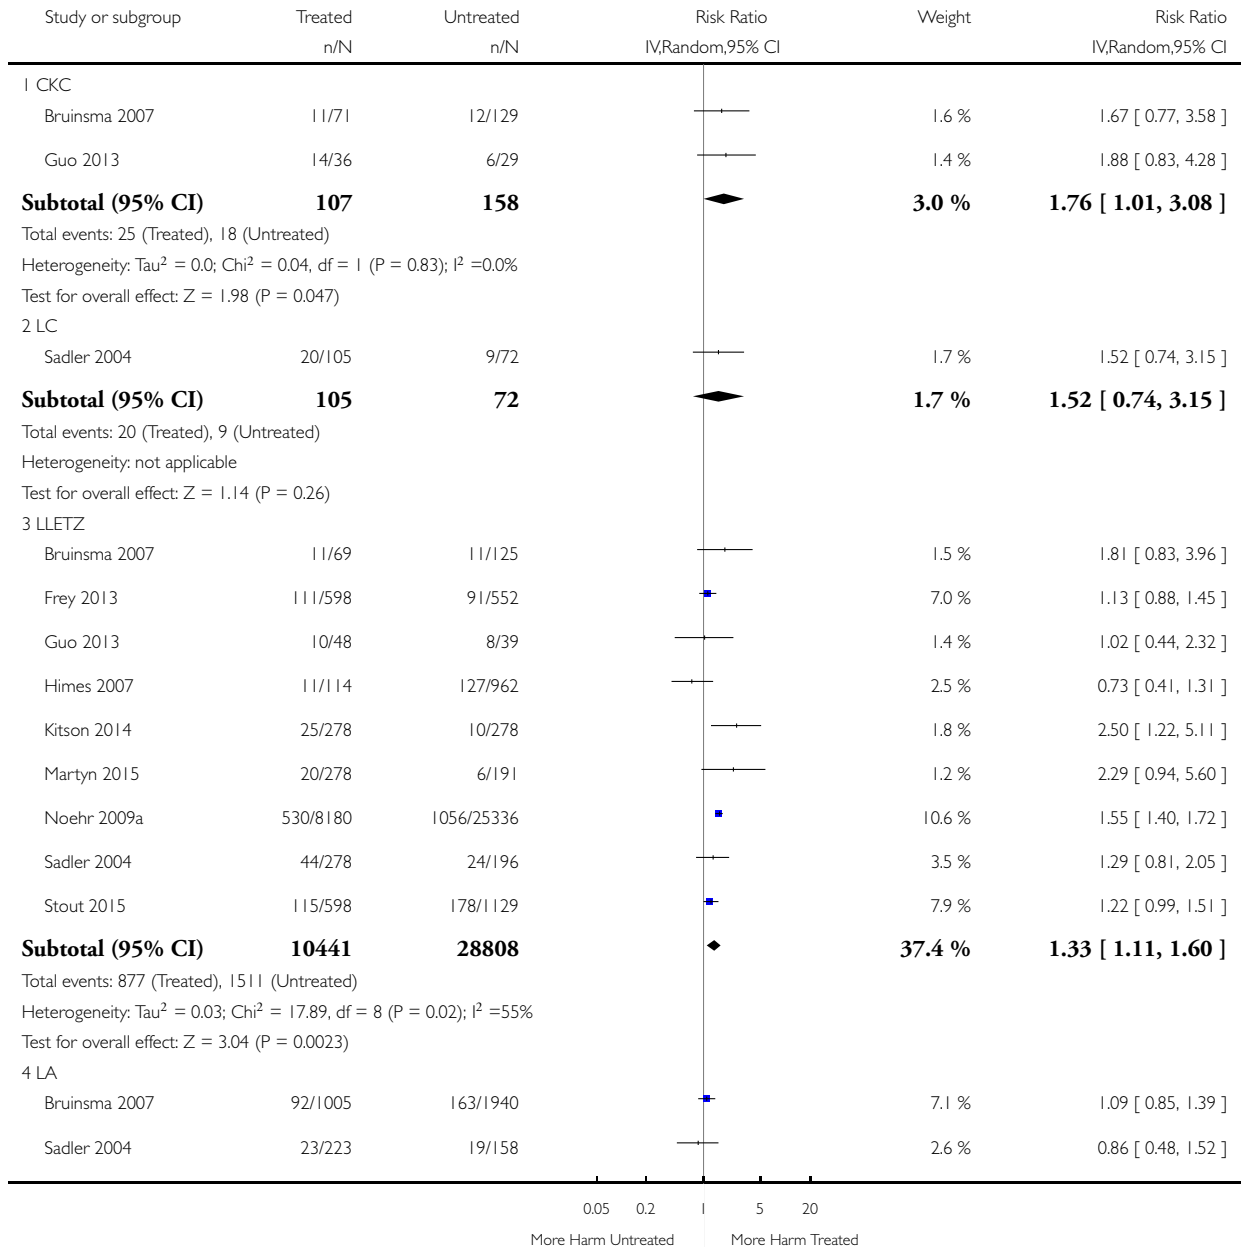 Study or subgroup Treated Untreated Risk Ratio Weight Risk Ratio
n/N n/N IV,Random,95% CI IV,Random,95% CI
1 CKC
Bruinsma 2007 11/71 12/129 1.6 % 1.67 [ 0.77, 3.58 ]
Guo 2013 14/36 6/29 1.4 % 1.88 [ 0.83, 4.28 ]
Subtotal (95% CI) 107 158 3.0 % 1.76 [ 1.01, 3.08 ]
Total events: 25 (Treated), 18 (Untreated)
Heterogeneity: Tau² = 0.0; Chi² = 0.04, df = 1 (P = 0.83); I² =0.0%
Test for overall effect: Z = 1.98 (P = 0.047)
2 LC
Sadler 2004 20/105 9/72 1.7 % 1.52 [ 0.74, 3.15 ]
Subtotal (95% CI) 105 72 1.7 % 1.52 [ 0.74, 3.15 ]
Total events: 20 (Treated), 9 (Untreated)
Heterogeneity: not applicable
Test for overall effect: Z = 1.14 (P = 0.26)
3 LLETZ
Bruinsma 2007 11/69 11/125 1.5 % 1.81 [ 0.83, 3.96 ]
Frey 2013 111/598 91/552 7.0 % 1.13 [ 0.88, 1.45 ]
Guo 2013 10/48 8/39 1.4 % 1.02 [ 0.44, 2.32 ]
Himes 2007 11/114 127/962 2.5 % 0.73 [ 0.41, 1.31 ]
Kitson 2014 25/278 10/278 1.8 % 2.50 [ 1.22, 5.11 ]
Martyn 2015 20/278 6/191 1.2 % 2.29 [ 0.94, 5.60 ]
Noehr 2009a 530/8180 1056/25336 10.6 % 1.55 [ 1.40, 1.72 ]
Sadler 2004 44/278 24/196 3.5 % 1.29 [ 0.81, 2.05 ]
Stout 2015 115/598 178/1129 7.9 % 1.22 [ 0.99, 1.51 ]
Subtotal (95% CI) 10441 28808 37.4 % 1.33 [ 1.11, 1.60 ]
Total events: 877 (Treated), 1511 (Untreated)
Heterogeneity: Tau² = 0.03; Chi² = 17.89, df = 8 (P = 0.02); I² =55%
Test for overall effect: Z = 3.04 (P = 0.0023)
4 LA
Bruinsma 2007 92/1005 163/1940 7.1 % 1.09 [ 0.85, 1.39 ]
Sadler 2004 23/223 19/158 2.6 % 0.86 [ 0.48, 1.52 ]
0.05 0.2 1 5 20
More Harm Untreated More Harm Treated